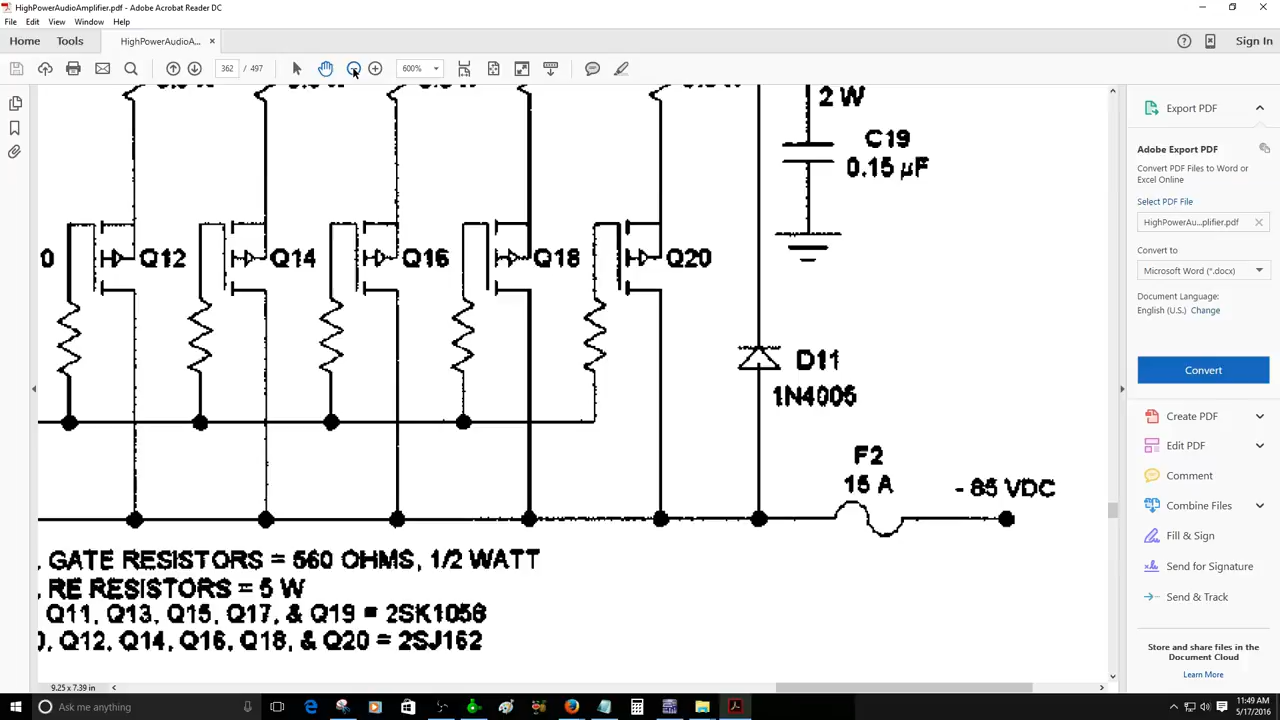 HighPowerAudioAmplifier.pdf - Adobe Acrobat Reader DC
File Edit View Window Help
Home Tools HighPowerAudioA... ×
Sign In
362 / 497 600%
2 W
C19
0.15 µF
0 Q12 Q14 Q16 Q18 Q20
D11
1N4005
F2
15 A
- 85 VDC
. GATE RESISTORS = 560 OHMS, 1/2 WATT
. RE RESISTORS = 5 W
Q11, Q13, Q15, Q17, & Q19 = 2SK1058
0, Q12, Q14, Q16, Q18, & Q20 = 2SJ162
9.25 x 7.39 in
Export PDF
Adobe Export PDF
Convert PDF Files to Word or
Excel Online
Select PDF File
HighPowerAu...plifier.pdf
Convert to
Microsoft Word (*.docx)
Document Language:
English (U.S.) Change
Convert
Create PDF
Edit PDF
Comment
Combine Files
Fill & Sign
Send for Signature
Send & Track
Store and share files in the
Document Cloud
Learn More
Ask me anything
11:49 AM
5/17/2016